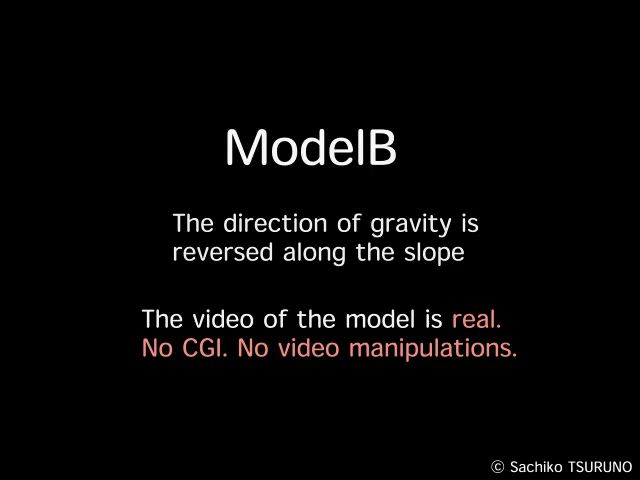 ModelB
The direction of gravity is
reversed along the slope
The video of the model is real.
No CGI. No video manipulations.
© Sachiko TSURUNO